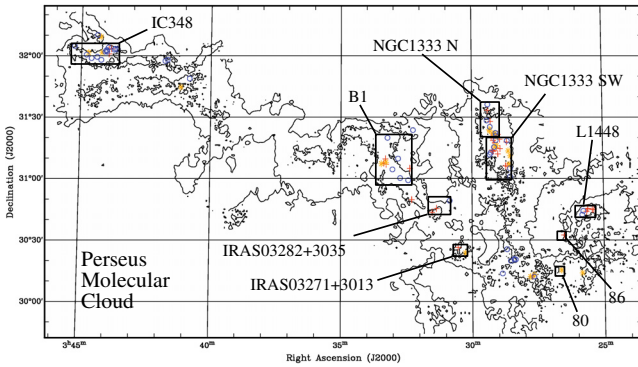 IC348
NGC1333 N
NGC1333 SW
B1
L1448
IRAS03282+3035
IRAS03271+3013
86
80
Perseus
Molecular
Cloud
32°00'
31°30'
31°00'
30°30'
30°00'
Declination (J2000)
3ʰ45ᵐ
40ᵐ
35ᵐ
30ᵐ
25ᵐ
Right Ascension (J2000)